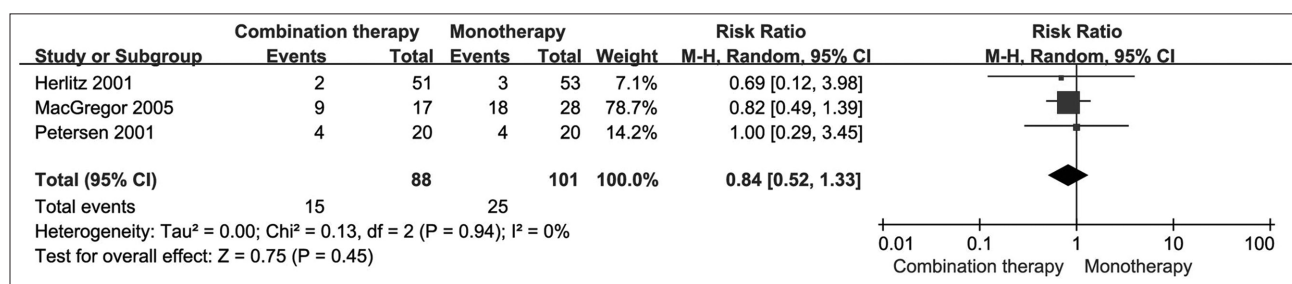 Combination therapy Monotherapy Risk Ratio Risk Ratio
Study or Subgroup Events Total Events Total Weight M-H, Random, 95% CI M-H, Random, 95% CI
Herlitz 2001 2 51 3 53 7.1% 0.69 [0.12, 3.98]
MacGregor 2005 9 17 18 28 78.7% 0.82 [0.49, 1.39]
Petersen 2001 4 20 4 20 14.2% 1.00 [0.29, 3.45]
Total (95% CI) 88 101 100.0% 0.84 [0.52, 1.33]
Total events 15 25
Heterogeneity: Tau² = 0.00; Chi² = 0.13, df = 2 (P = 0.94); I² = 0%
Test for overall effect: Z = 0.75 (P = 0.45)
0.01 0.1 1 10 100
Combination therapy Monotherapy